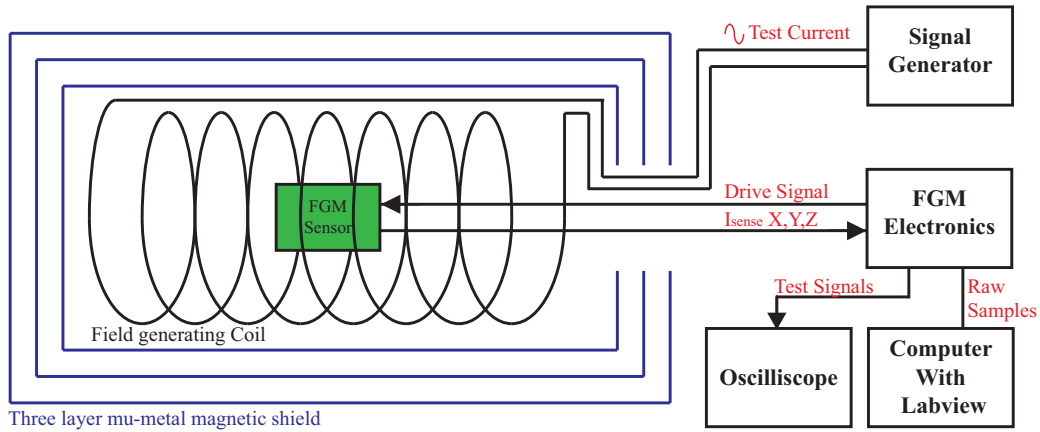 Test Current
Signal
Generator
FGM
Sensor
Drive Signal
Isense X,Y,Z
FGM
Electronics
Test Signals
Raw
Samples
Field generating Coil
Oscilliscope
Computer
With
Labview
Three layer mu-metal magnetic shield